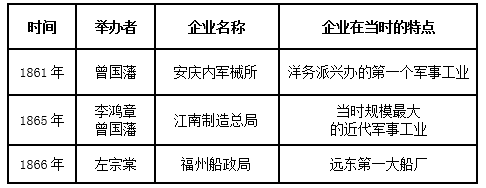 时间 举办者 企业名称 企业在当时的特点
1861年 曾国藩 安庆内军械所 洋务派兴办的第一个军事工业
1865年 李鸿章 曾国藩 江南制造总局 当时规模最大 的近代军事工业
1866年 左宗棠 福州船政局 远东第一大船厂